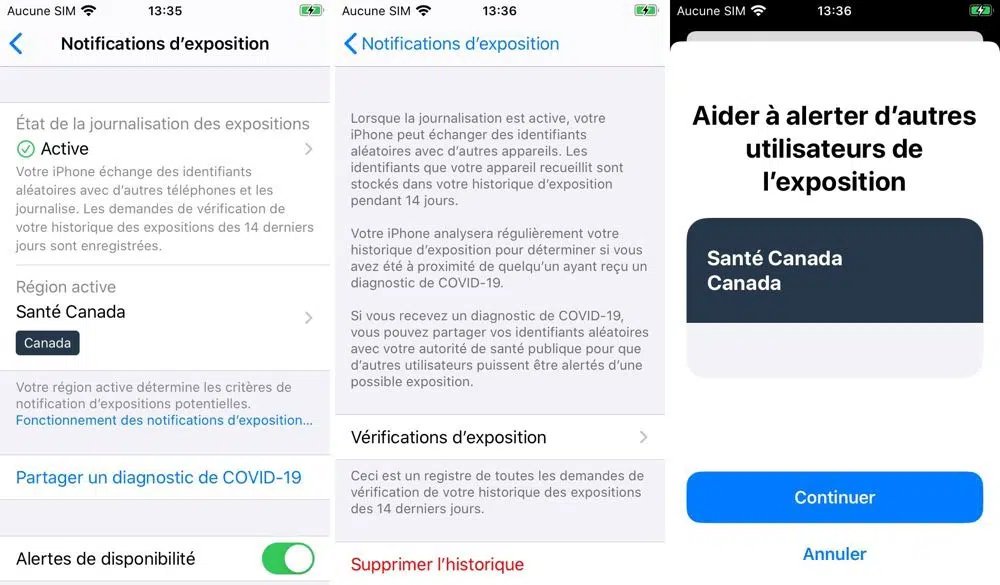 Aucune SIM 13:35
Notifications d’exposition
État de la journalisation des expositions
Active
Votre iPhone échange des identifiants
aléatoires avec d’autres téléphones et les
journalise. Les demandes de vérification de
votre historique des expositions des 14 derniers
jours sont enregistrées.
Région active
Santé Canada
Canada
Votre région active détermine les critères de
notification d’expositions potentielles.
Fonctionnement des notifications d’exposition...
Partager un diagnostic de COVID-19
Alertes de disponibilité
Aucune SIM 13:36
Notifications d’exposition
Lorsque la journalisation est active, votre
iPhone peut échanger des identifiants
aléatoires avec d’autres appareils. Les
identifiants que votre appareil recueillit sont
stockés dans votre historique d’exposition
pendant 14 jours.
Votre iPhone analysera régulièrement votre
historique d’exposition pour déterminer si vous
avez été à proximité de quelqu’un ayant reçu un
diagnostic de COVID-19.
Si vous recevez un diagnostic de COVID-19,
vous pouvez partager vos identifiants aléatoires
avec votre autorité de santé publique pour que
d’autres utilisateurs puissent être alertés d’une
possible exposition.
Vérifications d’exposition
Ceci est un registre de toutes les demandes de
vérification de votre historique des expositions
des 14 derniers jours.
Supprimer l’historique
Aucune SIM 13:36
Aider à alerter d’autres
utilisateurs de
l’exposition
Santé Canada
Canada
Continuer
Annuler